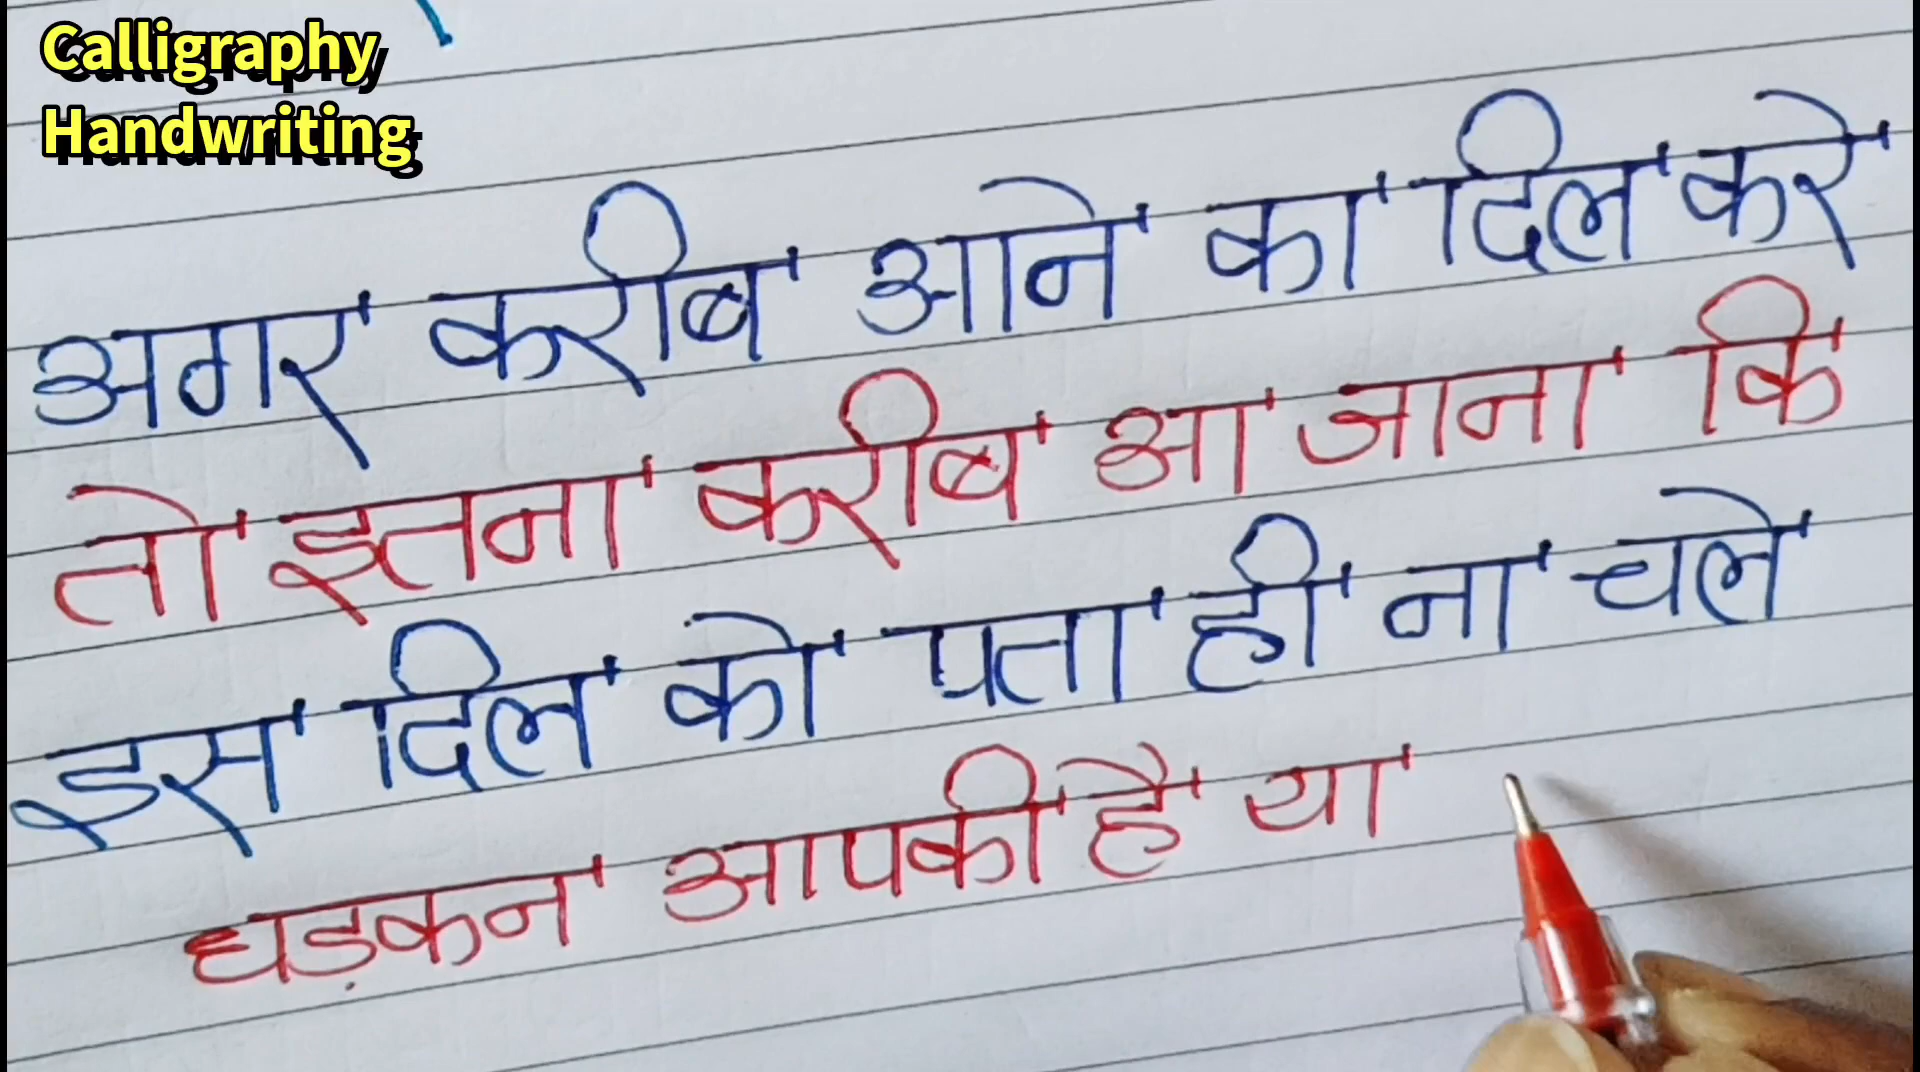 Calligraphy
Handwriting
अगर करीब आने का दिल करे
तो इतना करीब आ जाना कि
इस दिल को पता ही ना चले
धड़कन आपकी है या